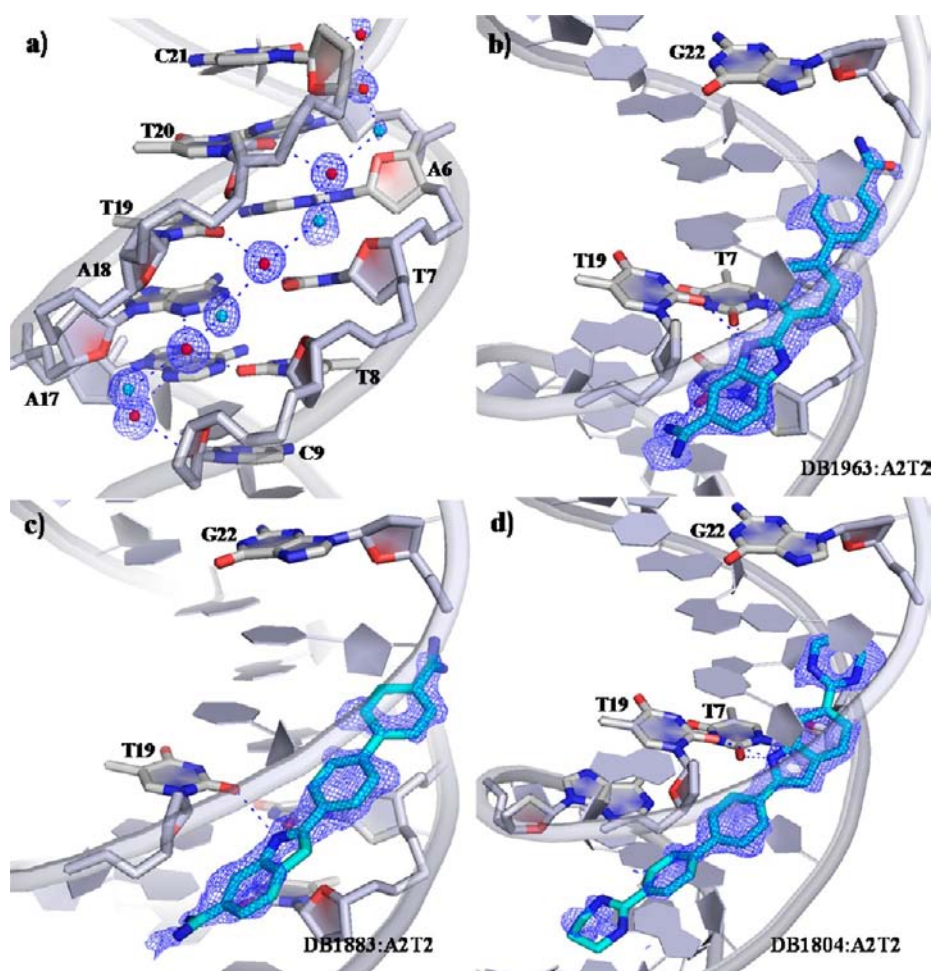 a)
C21
T20
A6
T19
A18
T7
A17
T8
C9
b)
G22
T19
T7
DB1963:A2T2
c)
G22
T19
DB1883:A2T2
d)
G22
T19
T7
DB1804:A2T2